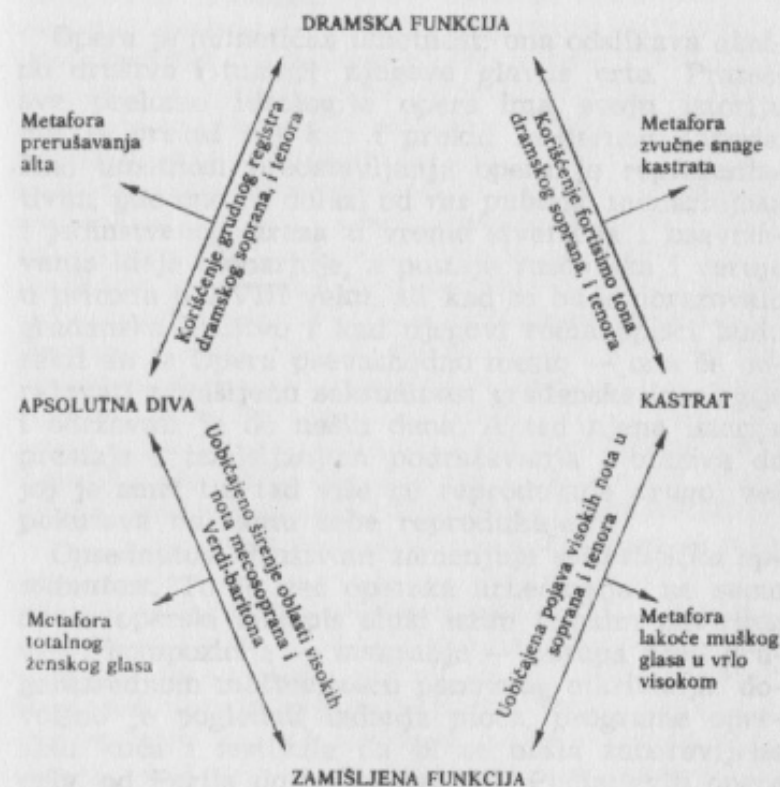 DRAMSKA FUNKCIJA
Metafora
prerušavanja
alta
Korišćenje grudnog registra
dramskog soprana, i tenora
Korišćenje fortisimo tona
dramskog soprana, i tenora
Metafora
zvučne snage
kastrata
APSOLUTNA DIVA
KASTRAT
Metafora
totalnog
ženskog glasa
Uobičajeno širenje oblasti visokih
nota mecosoprana i
Verdi-baritona
Uobičajena pojava visokih nota u
soprana i tenora
Metafora
lakoće muškog
glasa u vrlo
visokom
ZAMIŠLJENA FUNKCIJA